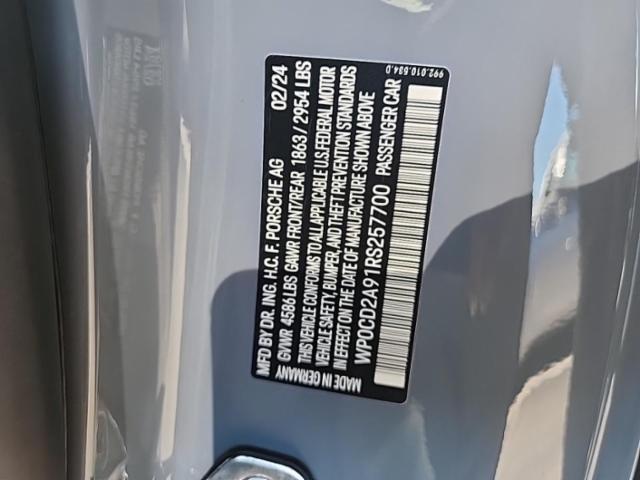 MFD BY DR. ING. H.C. F. PORSCHE AG 02/24
GVWR 4586 LBS GAWR FRONT/REAR 1863 / 2954 LBS
THIS VEHICLE CONFORMS TO ALL APPLICABLE U.S.FEDERAL MOTOR
VEHICLE SAFETY, BUMPER, AND THEFT PREVENTION STANDARDS
IN EFFECT ON THE DATE OF MANUFACTURE SHOWN ABOVE
WP0CD2A91RS257700 PASSENGER CAR
MADE IN GERMANY
992.010.534.D